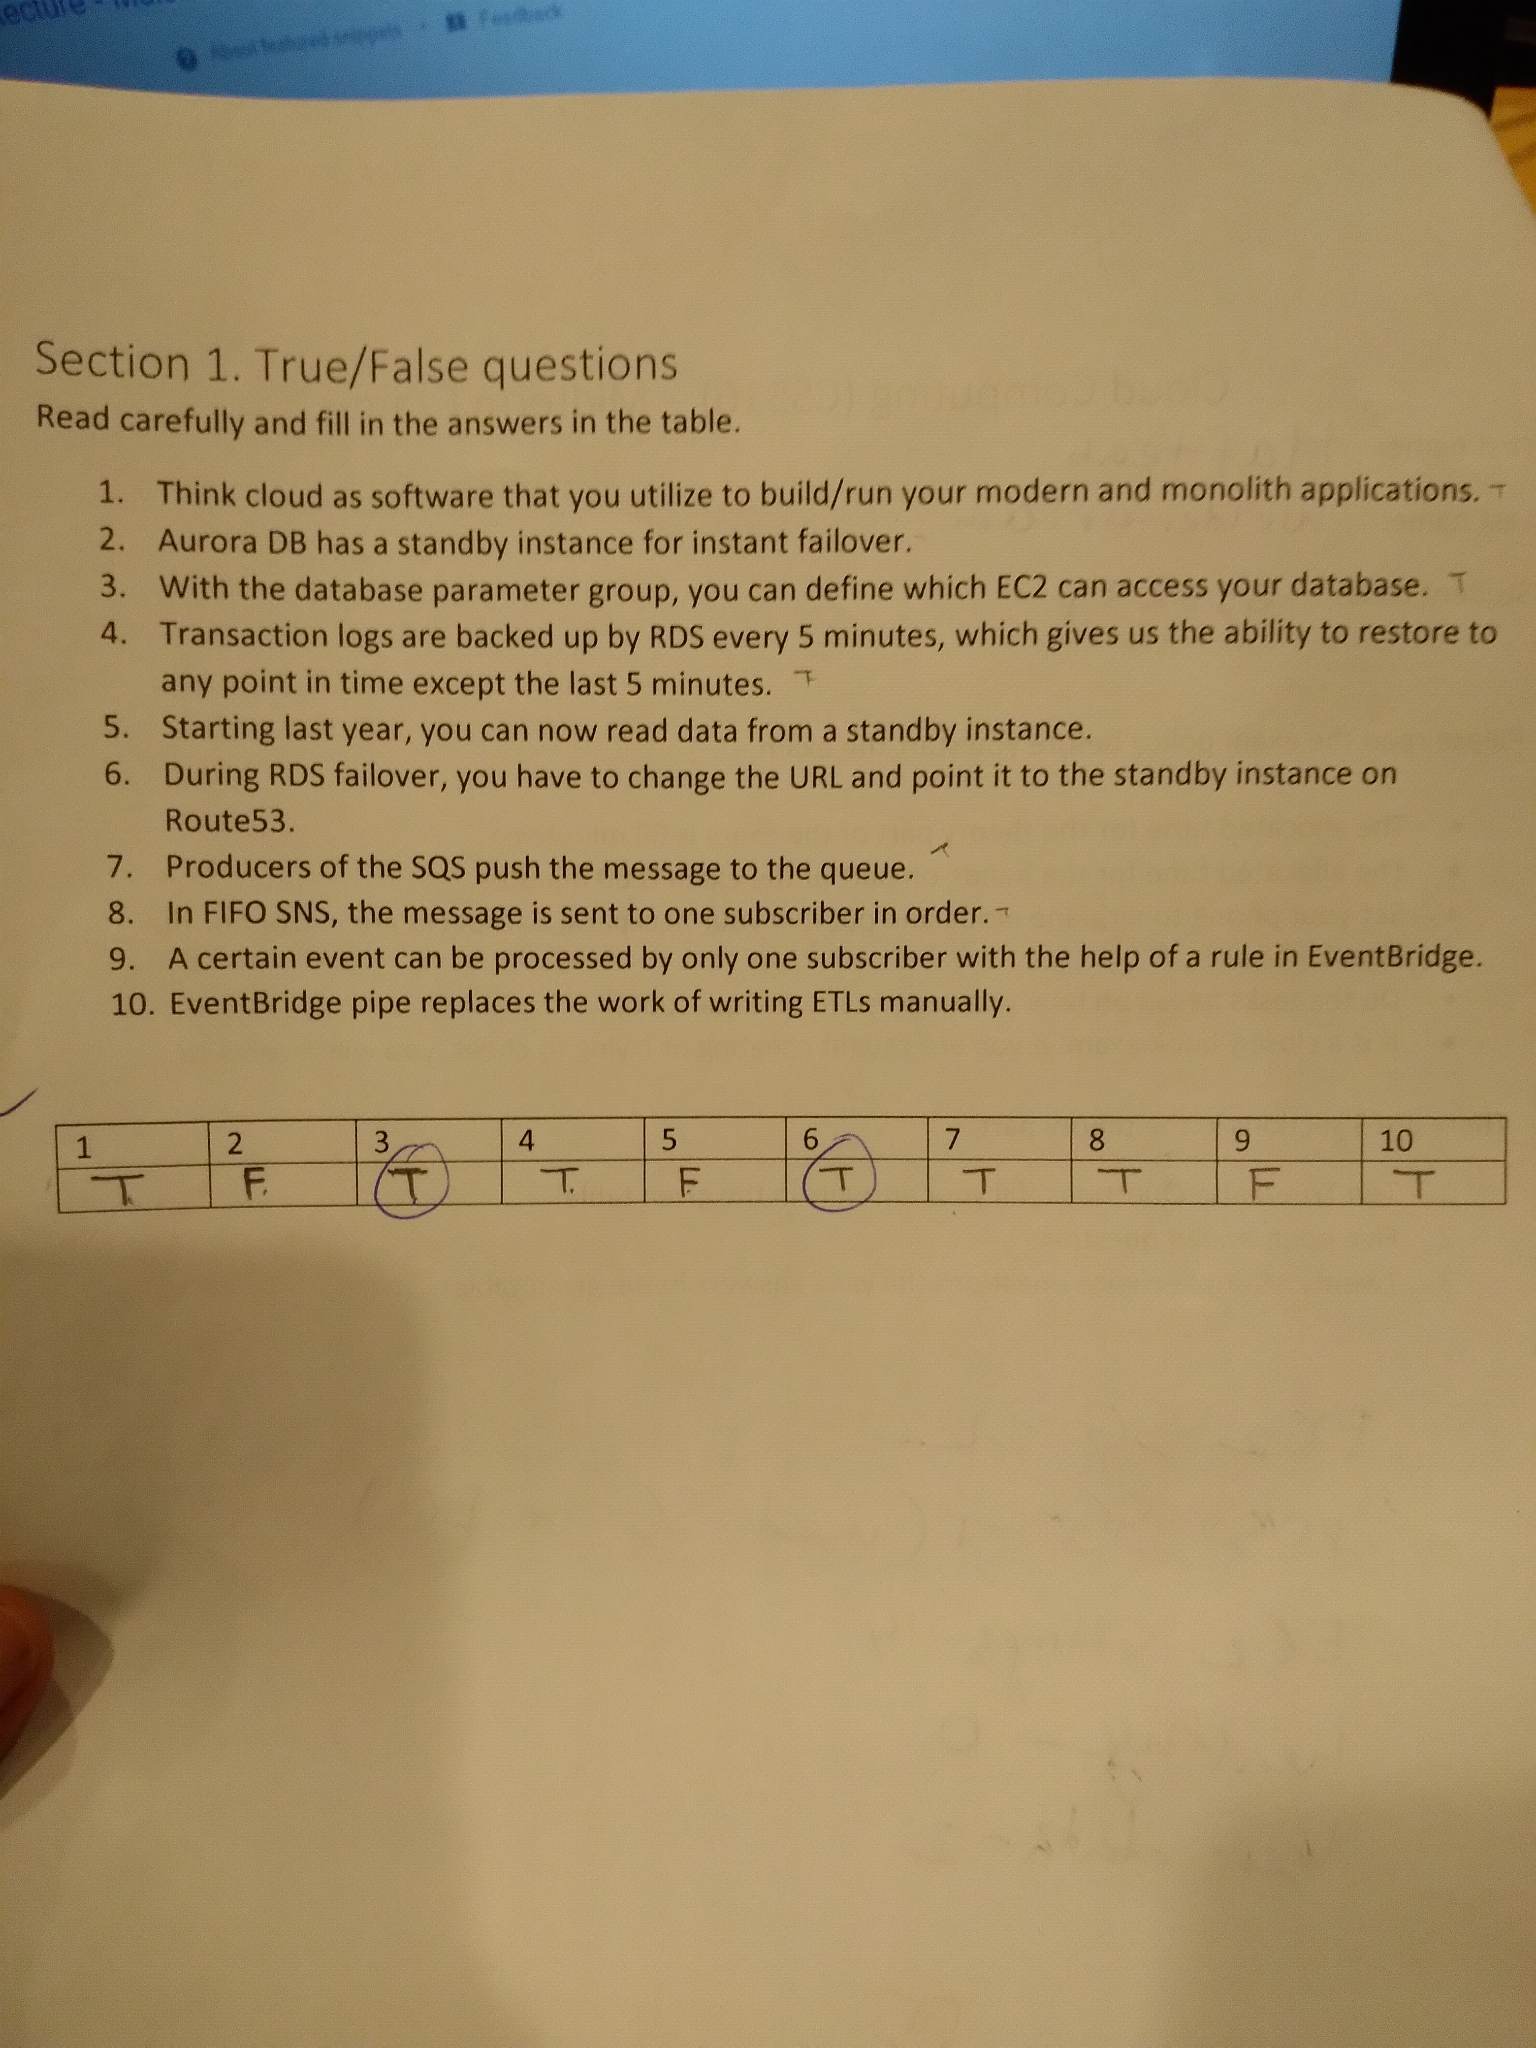 ecture -
About featured snippets
Feedback
Section 1. True/False questions
Read carefully and fill in the answers in the table.
1. Think cloud as software that you utilize to build/run your modern and monolith applications. T
2. Aurora DB has a standby instance for instant failover.
3. With the database parameter group, you can define which EC2 can access your database. T
4. Transaction logs are backed up by RDS every 5 minutes, which gives us the ability to restore to
any point in time except the last 5 minutes. T
5. Starting last year, you can now read data from a standby instance.
6. During RDS failover, you have to change the URL and point it to the standby instance on
Route53.
7. Producers of the SQS push the message to the queue.
8. In FIFO SNS, the message is sent to one subscriber in order.
9. A certain event can be processed by only one subscriber with the help of a rule in EventBridge.
10. EventBridge pipe replaces the work of writing ETLs manually.
1 2 3 4 5 6 7 8 9 10
T. F. T T. F T T T F T